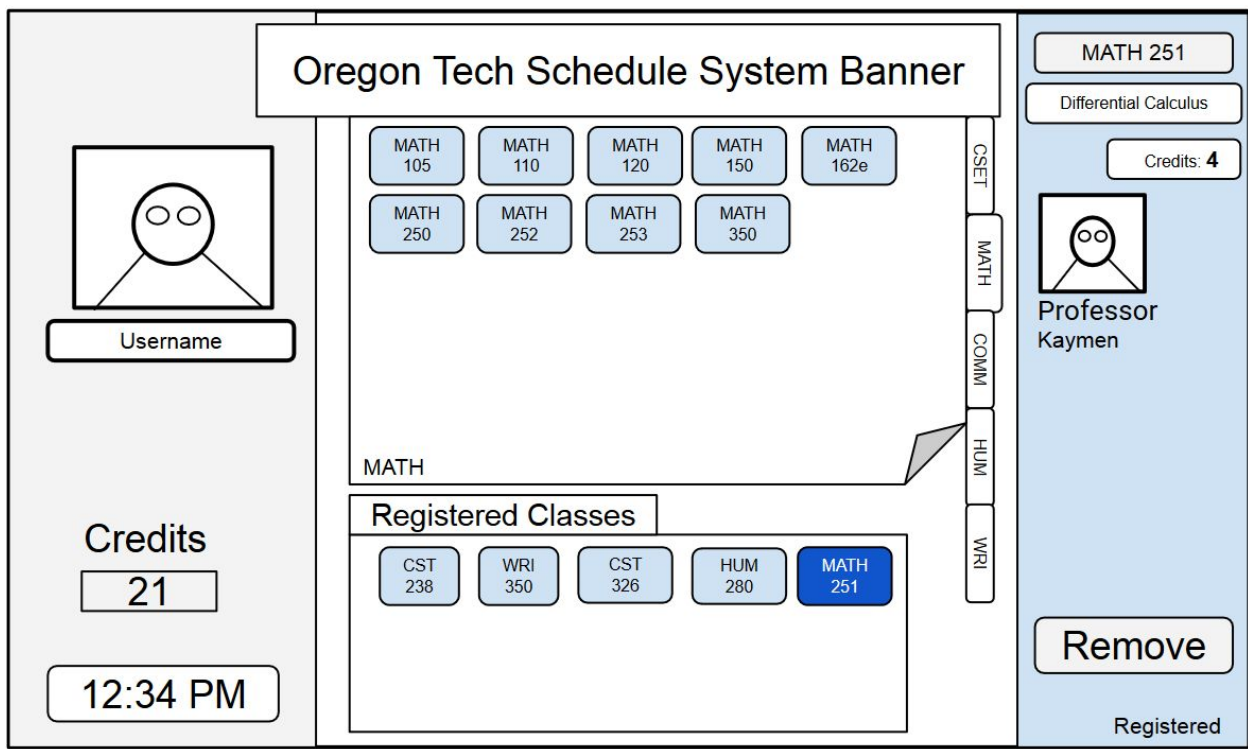 Oregon Tech Schedule System Banner
Username
Credits
21
12:34 PM
MATH
105
MATH
110
MATH
120
MATH
150
MATH
162e
MATH
250
MATH
252
MATH
253
MATH
350
MATH
CSET
MATH
COMM
HUM
WRI
Registered Classes
CST
238
WRI
350
CST
326
HUM
280
MATH
251
MATH 251
Differential Calculus
Credits: 4
Professor
Kaymen
Remove
Registered